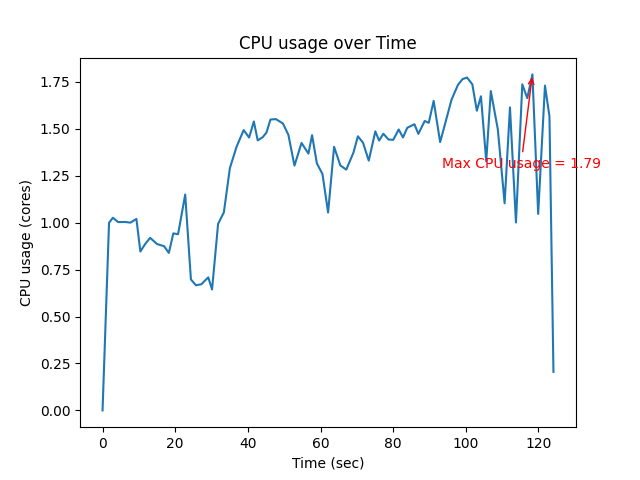 CPU usage over Time
CPU usage (cores)
1.75
1.50
1.25
1.00
0.75
0.50
0.25
0.00
Max CPU usage = 1.79
0 20 40 60 80 100 120
Time (sec)